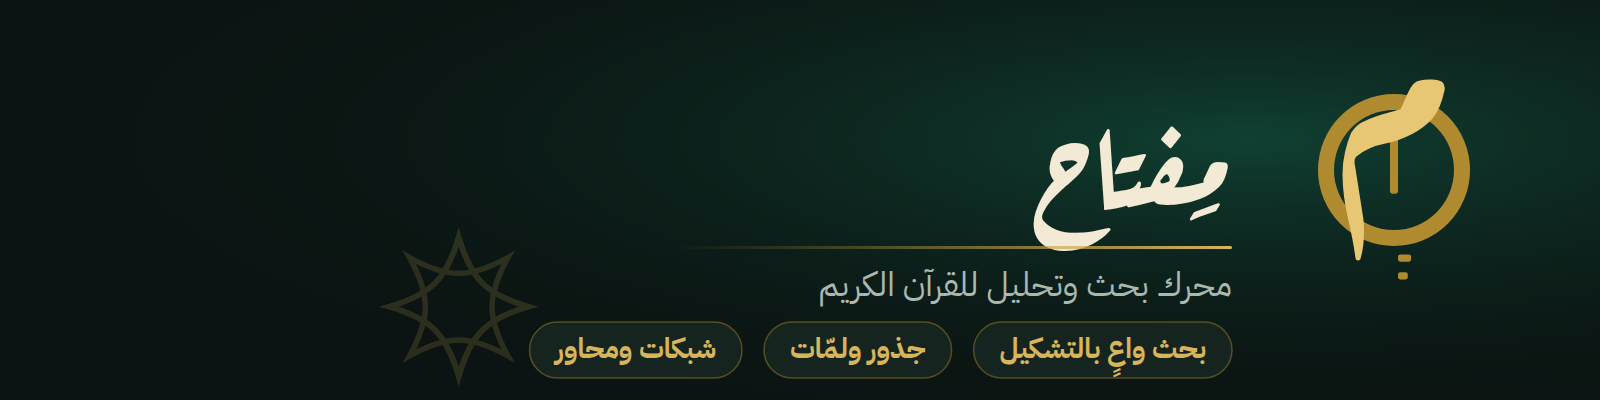 م
مِفتاح
محرك بحث وتحليل للقرآن الكريم
بحث واعٍ بالتشكيل
جذور ولمّات
شبكات ومحاور